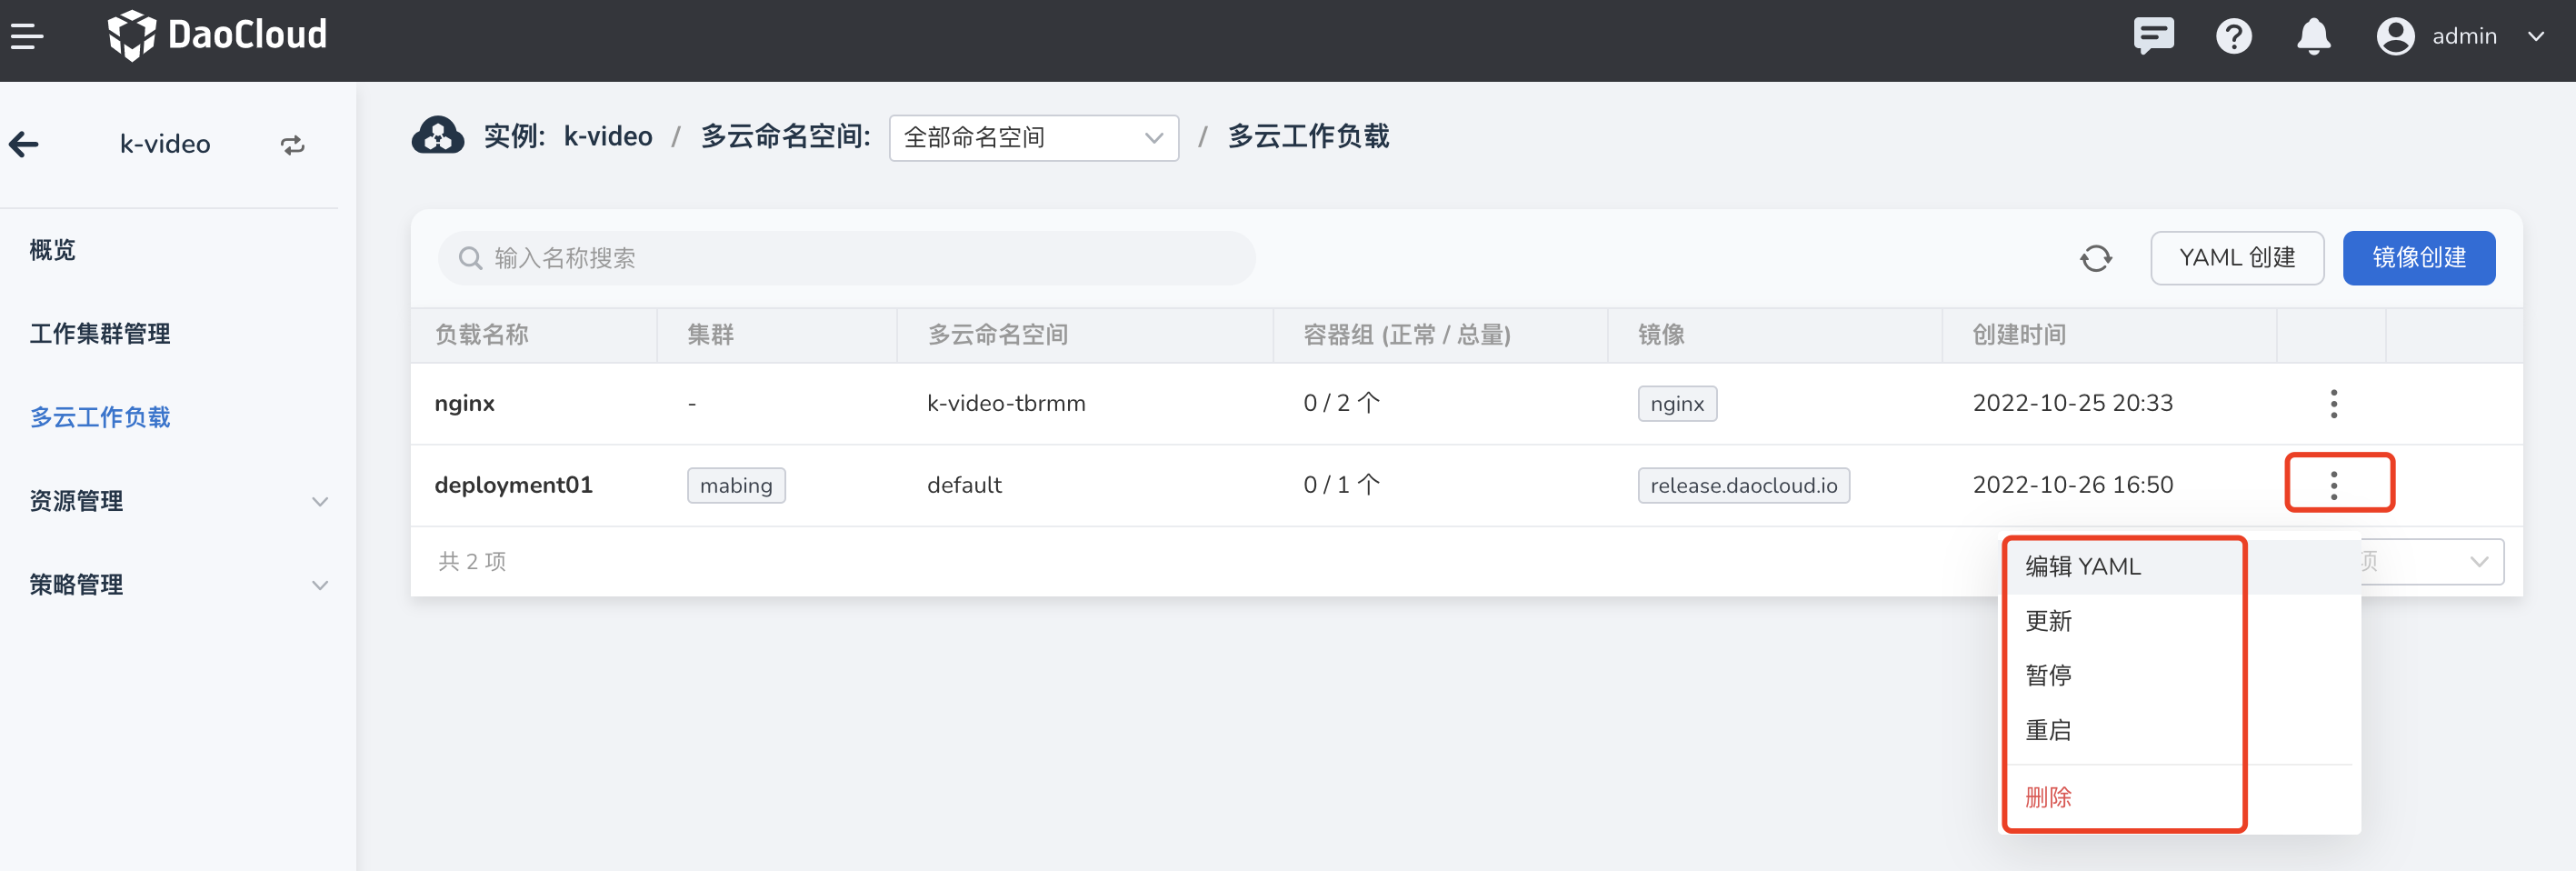 DaoCloud
admin
k-video
概览
工作集群管理
多云工作负载
资源管理
策略管理
实例: k-video / 多云命名空间: 全部命名空间 / 多云工作负载
输入名称搜索
YAML 创建
镜像创建
负载名称 集群 多云命名空间 容器组 (正常 / 总量) 镜像 创建时间
nginx - k-video-tbrmm 0 / 2 个 nginx 2022-10-25 20:33
deployment01 mabing default 0 / 1 个 release.daocloud.io 2022-10-26 16:50
共 2 项
项
编辑 YAML
更新
暂停
重启
删除